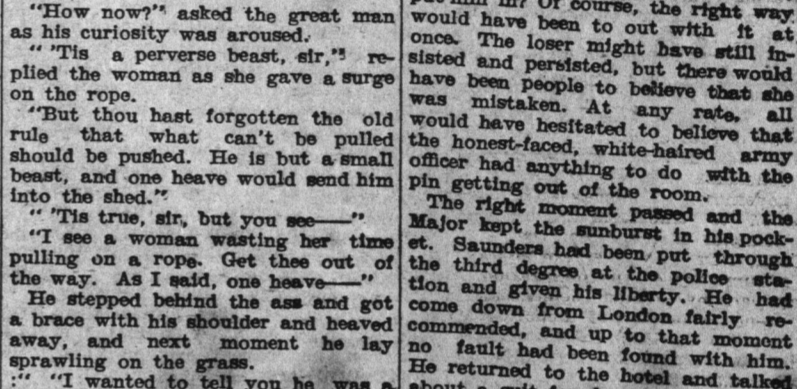 "How now?" asked the great man
as his curiosity was aroused.
" 'Tis a perverse beast, sir," re-
plied the woman as she gave a surge
on the rope.
"But thou hast forgotten the old
rule that what can't be pulled
should be pushed. He is but a small
beast, and one heave would send him
into the shed."
" 'Tis true, sir, but you see——"
"I see a woman wasting her time
pulling on a rope. Get thee out of
the way. As I said, one heave——"
He stepped behind the ass and got
a brace with his shoulder and heaved
away, and next moment he lay
sprawling on the grass.
"I wanted to tell you he was a
Of course, the right way
would have been to out with it at
once. The loser might have still in-
sisted and persisted, but there would
have been people to believe that she
was mistaken. At any rate, all
would have hesitated to believe that
the honest-faced, white-haired army
officer had anything to do with the
pin getting out of the room.
The right moment passed and the
Major kept the sunburst in his pock-
et. Saunders had been put through
the third degree at the police sta-
tion and given his liberty. He had
come down from London fairly re-
commended, and up to that moment
no fault had been found with him.
He returned to the hotel and talked